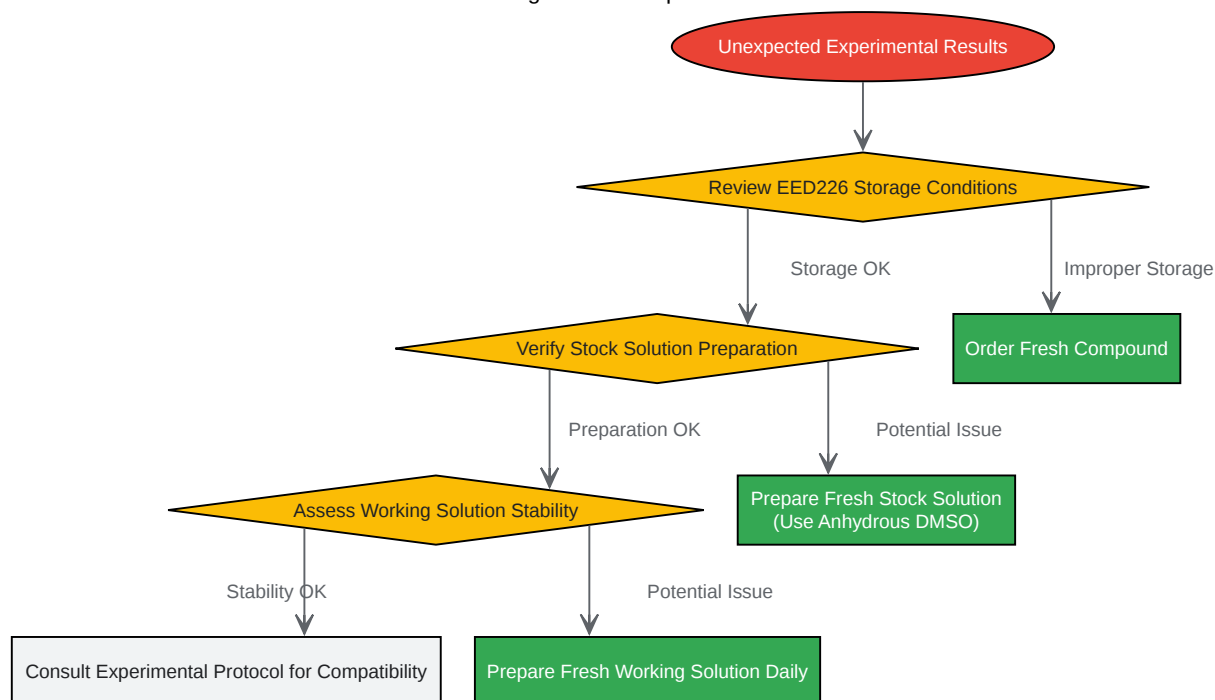 Unexpected Experimental Results
Review EED226 Storage Conditions
Storage OK
Improper Storage
Verify Stock Solution Preparation
Order Fresh Compound
Preparation OK
Potential Issue
Assess Working Solution Stability
Prepare Fresh Stock Solution
(Use Anhydrous DMSO)
Stability OK
Potential Issue
Consult Experimental Protocol for Compatibility
Prepare Fresh Working Solution Daily